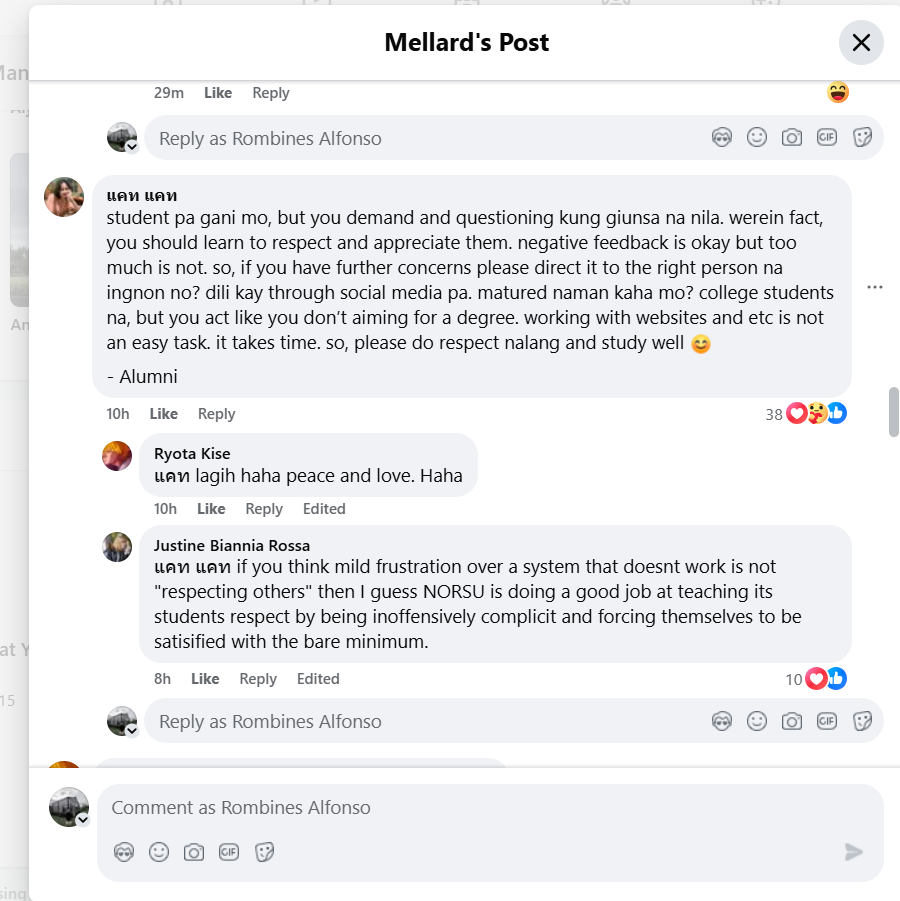 Mellard's Post
Man
29m Like Reply
Reply as Rombines Alfonso
GIF
แคท แคท
student pa gani mo, but you demand and questioning kung giunsa na nila. werein fact,
you should learn to respect and appreciate them. negative feedback is okay but too
much is not. so, if you have further concerns please direct it to the right person na
ingnon no? dili kay through social media pa. matured naman kaha mo? college students
na, but you act like you don't aiming for a degree. working with websites and etc is not
an easy task. it takes time. so, please do respect nalang and study well 😊
- Alumni
An
10h Like Reply 38
Ryota Kise
แคท lagih haha peace and love. Haha
10h Like Reply Edited
Justine Biannia Rossa
แคท แคท if you think mild frustration over a system that doesnt work is not
"respecting others" then I guess NORSU is doing a good job at teaching its
students respect by being inoffensively complicit and forcing themselves to be
satisified with the bare minimum.
at Y
8h Like Reply Edited 10
15
Reply as Rombines Alfonso
GIF
Comment as Rombines Alfonso
GIF
sing